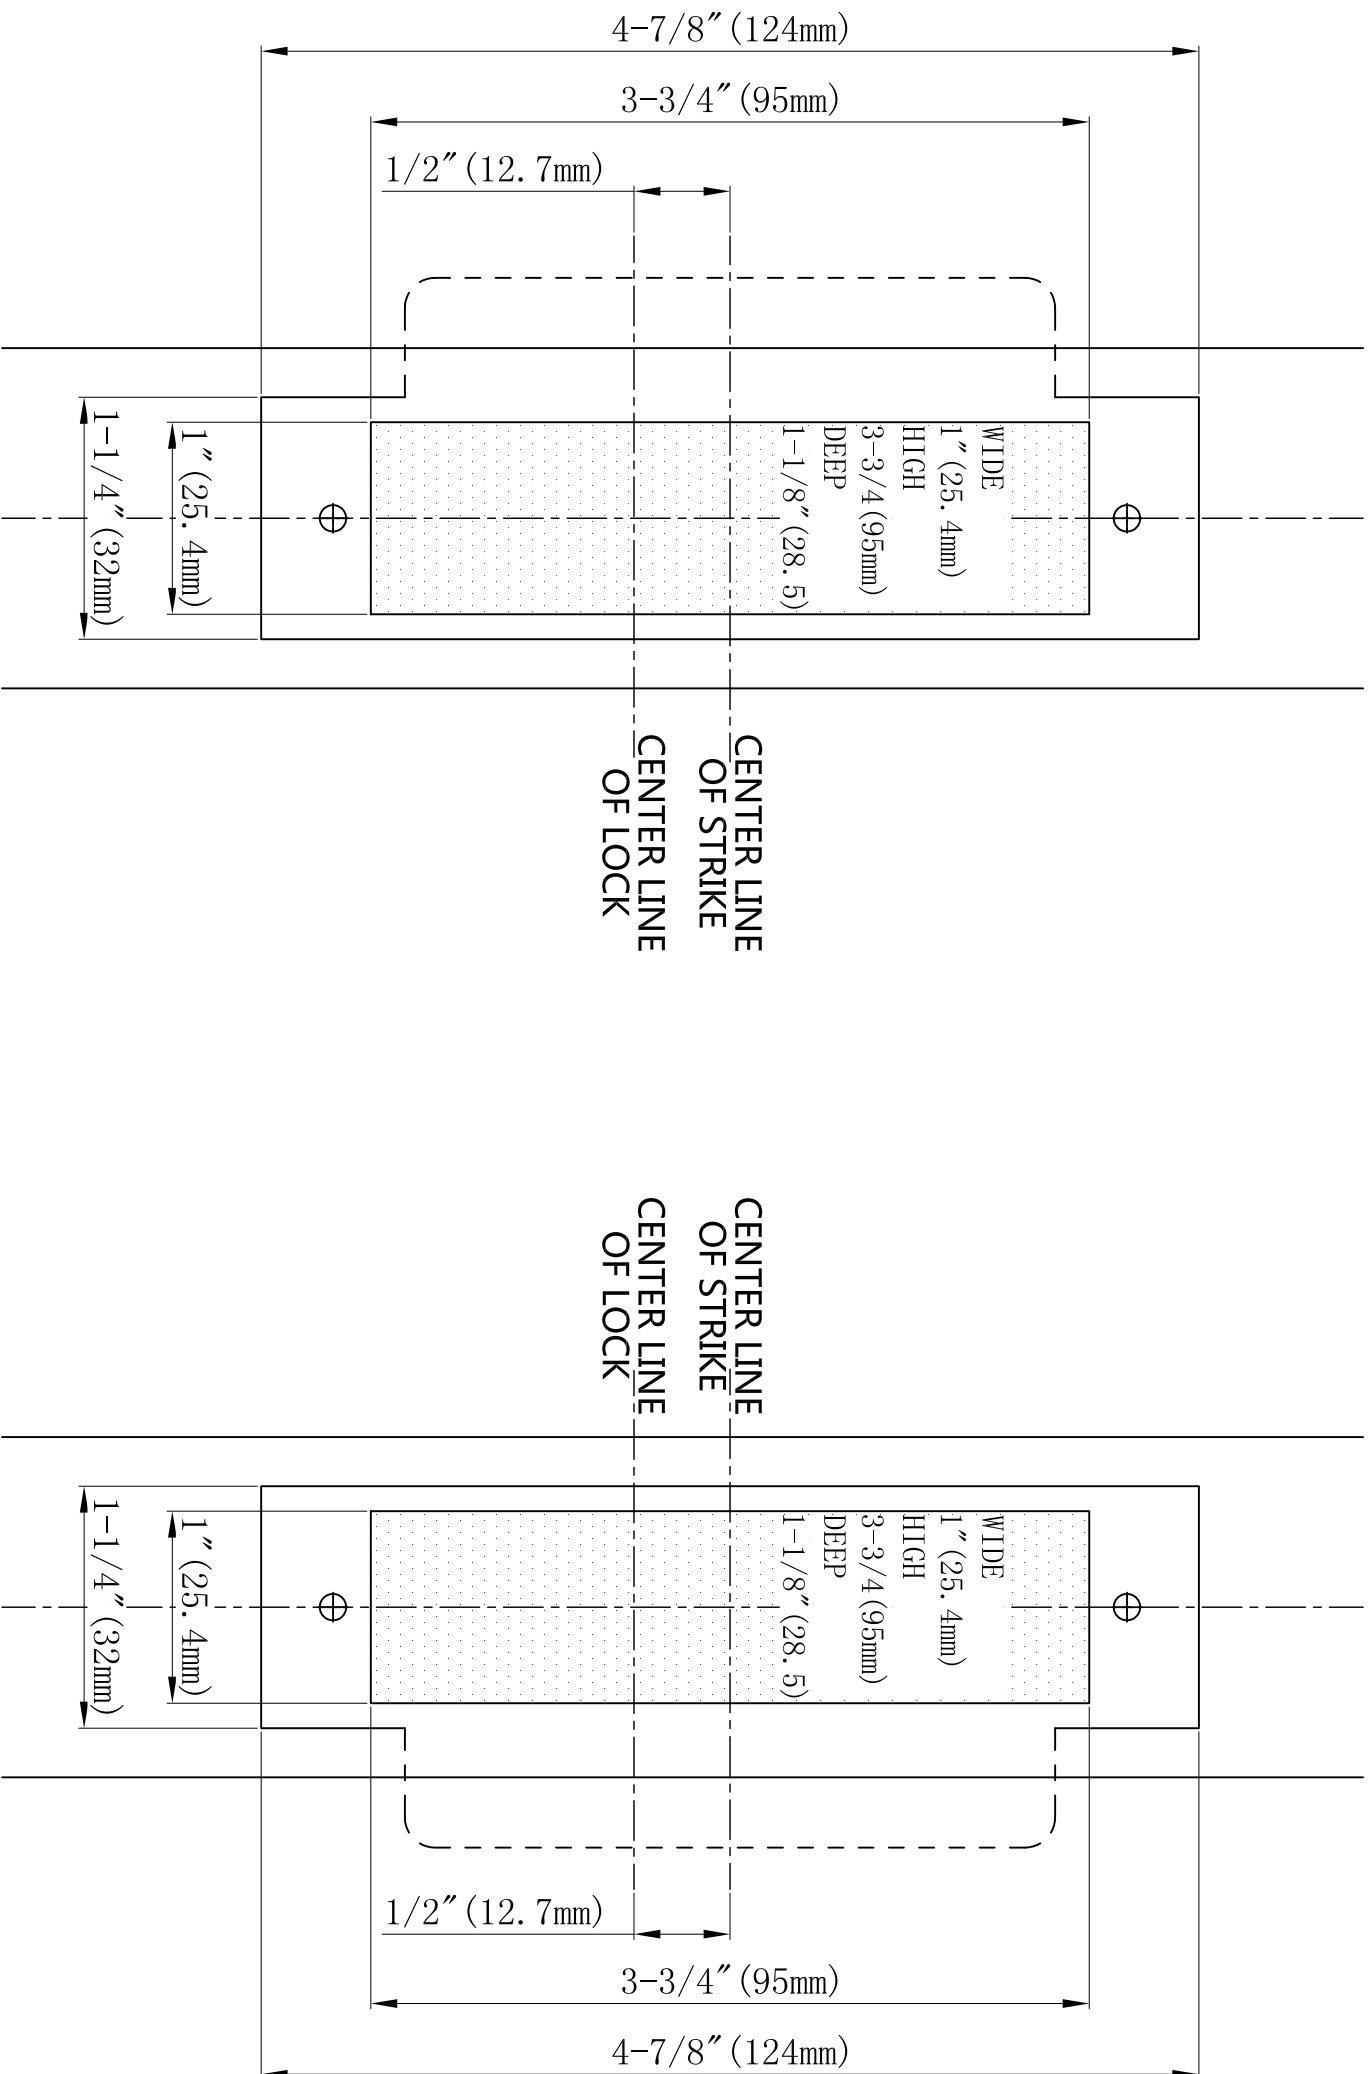 4-7/8″(124mm)
3-3/4″(95mm)
1/2″(12.7mm)
WIDE
1″(25.4mm)
HIGH
3-3/4(95mm)
DEEP
1-1/8″(28.5)
1″(25.4mm)
1-1/4″(32mm)
CENTER LINE
OF STRIKE
CENTER LINE
OF LOCK
CENTER LINE
OF STRIKE
CENTER LINE
OF LOCK
WIDE
1″(25.4mm)
HIGH
3-3/4(95mm)
DEEP
1-1/8″(28.5)
1″(25.4mm)
1-1/4″(32mm)
1/2″(12.7mm)
3-3/4″(95mm)
4-7/8″(124mm)